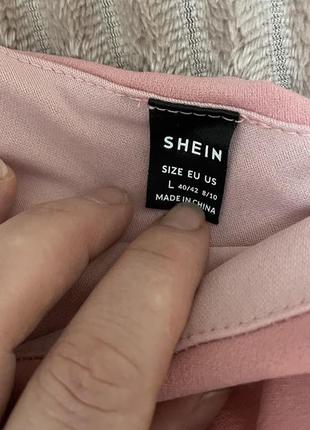 SHEIN
SIZE EU US
L 40/42 8/10
MADE IN CHINA